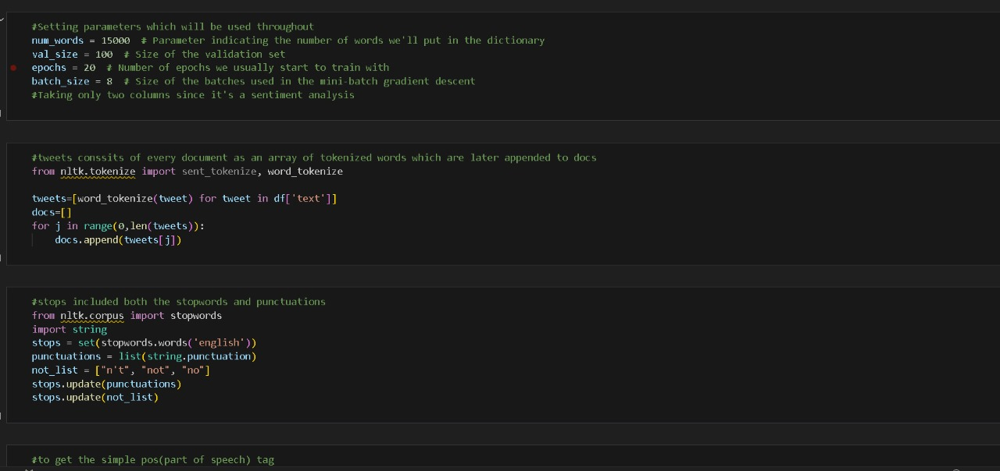 #Setting parameters which will be used throughout
num_words = 15000  # Parameter indicating the number of words we'll put in the dictionary
val_size = 100  # Size of the validation set
epochs = 20  # Number of epochs we usually start to train with
batch_size = 8  # Size of the batches used in the mini-batch gradient descent
#Taking only two columns since it's a sentiment analysis
#tweets conssits of every document as an array of tokenized words which are later appended to docs
from nltk.tokenize import sent_tokenize, word_tokenize
tweets=[word_tokenize(tweet) for tweet in df['text']]
docs=[]
for j in range(0,len(tweets)):
    docs.append(tweets[j])
#stops included both the stopwords and punctuations
from nltk.corpus import stopwords
import string
stops = set(stopwords.words('english'))
punctuations = list(string.punctuation)
not_list = ["n't", "not", "no"]
stops.update(punctuations)
stops.update(not_list)
#to get the simple pos(part of speech) tag